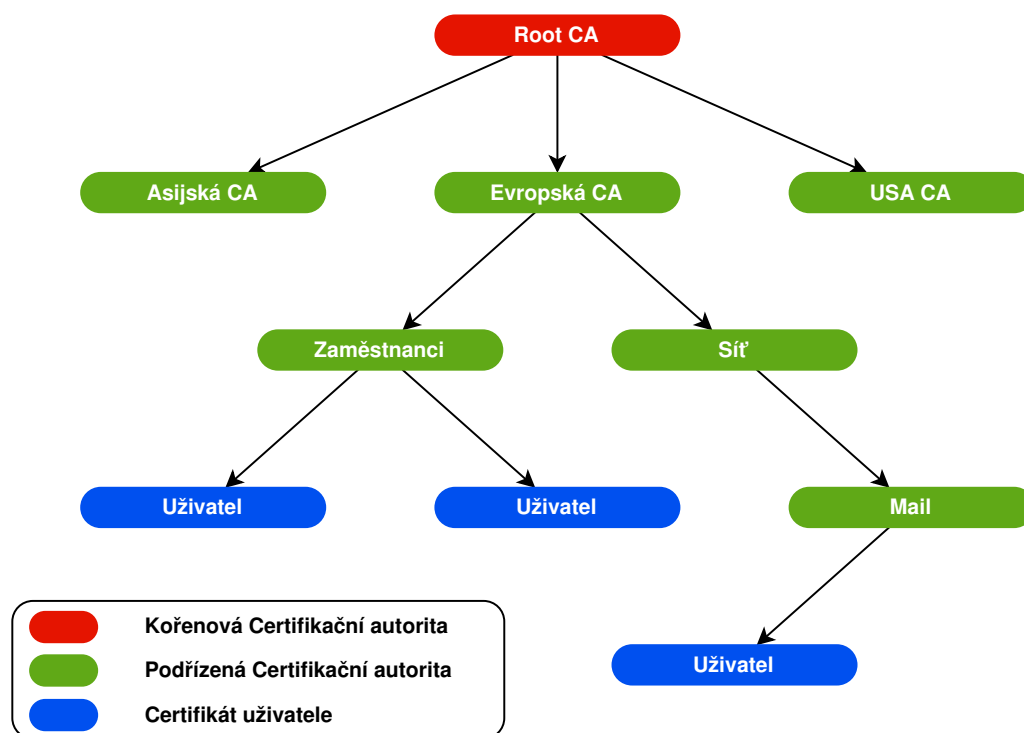 Root CA
Asijská CA
Evropská CA
USA CA
Zaměstnanci
Síť
Uživatel
Uživatel
Mail
Uživatel
Kořenová Certifikační autorita
Podřízená Certifikační autorita
Certifikát uživatele